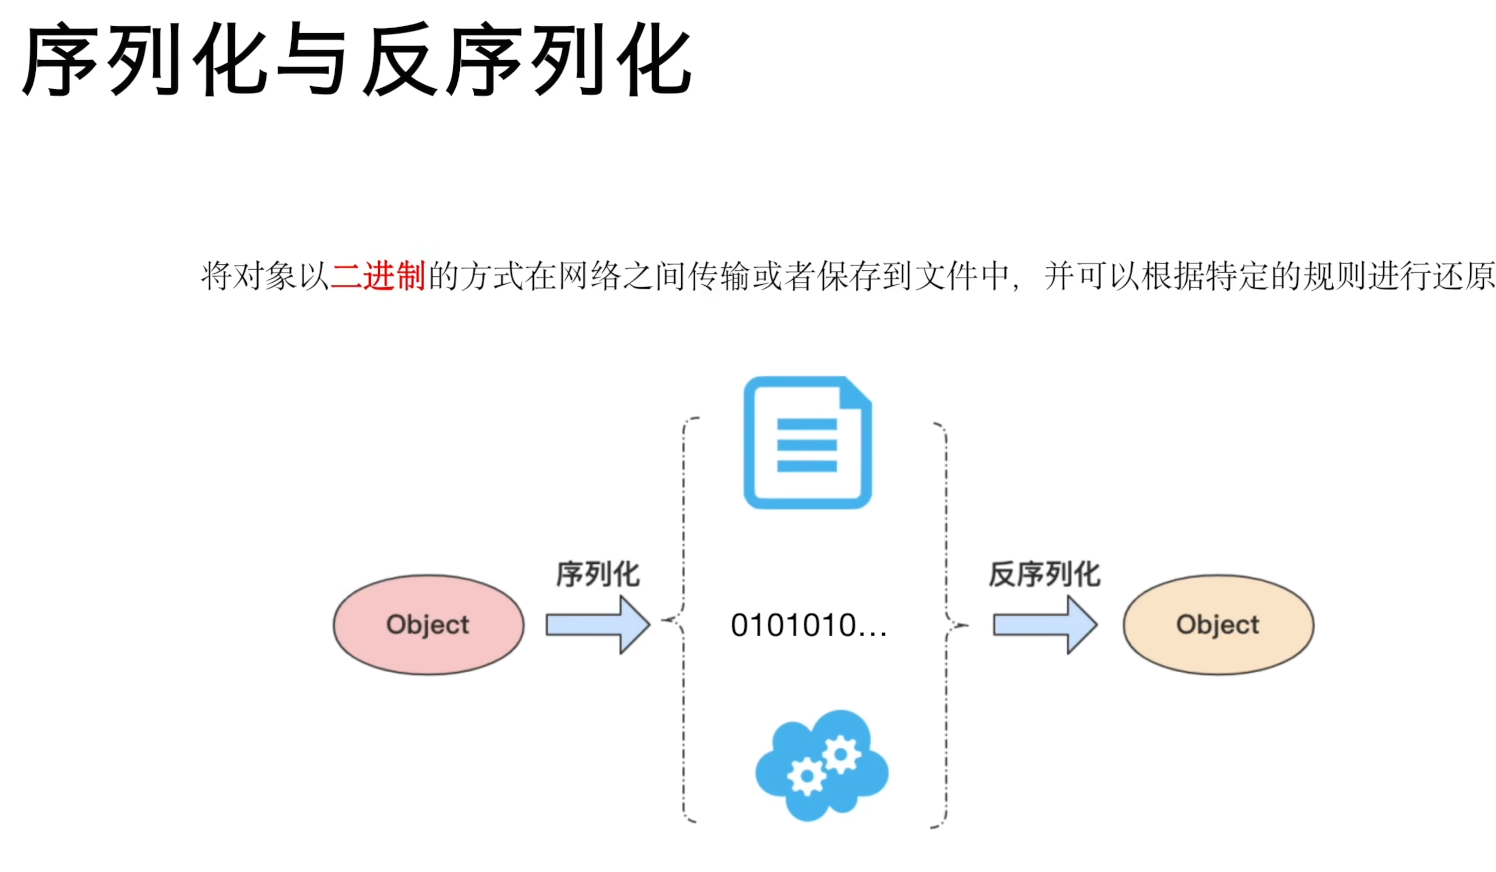 序列化与反序列化
将对象以二进制的方式在网络之间传输或者保存到文件中，并可以根据特定的规则进行还原
序列化
反序列化
Object
0101010...
Object